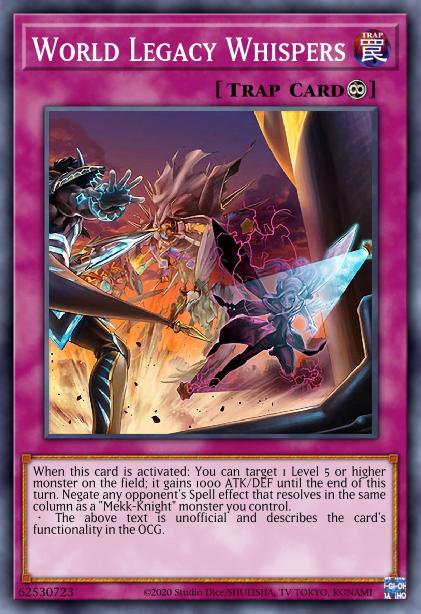 WORLD LEGACY WHISPERS
TRAP
罠
[TRAP CARD]
When this card is activated: You can target 1 Level 5 or higher
monster on the field; it gains 1000 ATK/DEF until the end of this
turn. Negate any opponent's Spell effect that resolves in the same
column as a "Mekk-Knight" monster you control.
· The above text is unofficial and describes the card's
functionality in the OCG.
62530723
©2020 Studio Dice/SHUEISHA, TV TOKYO, KONAMI